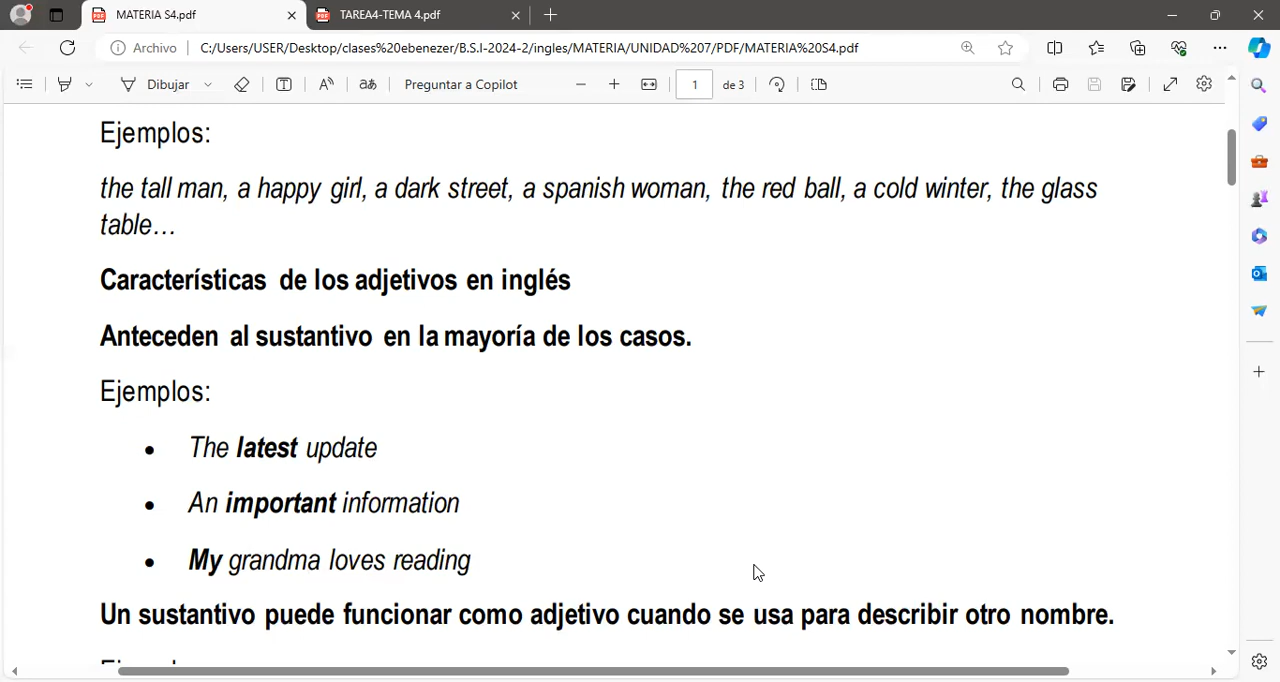 MATERIA S4.pdf
TAREA4-TEMA 4.pdf
Archivo
C:/Users/USER/Desktop/clases%20ebenezer/B.S.I-2024-2/ingles/MATERIA/UNIDAD%207/PDF/MATERIA%20S4.pdf
Dibujar
Preguntar a Copilot
1
de 3
Ejemplos:
the tall man, a happy girl, a dark street, a spanish woman, the red ball, a cold winter, the glass
table…
Características de los adjetivos en inglés
Anteceden al sustantivo en la mayoría de los casos.
Ejemplos:
• The latest update
• An important information
• My grandma loves reading
Un sustantivo puede funcionar como adjetivo cuando se usa para describir otro nombre.